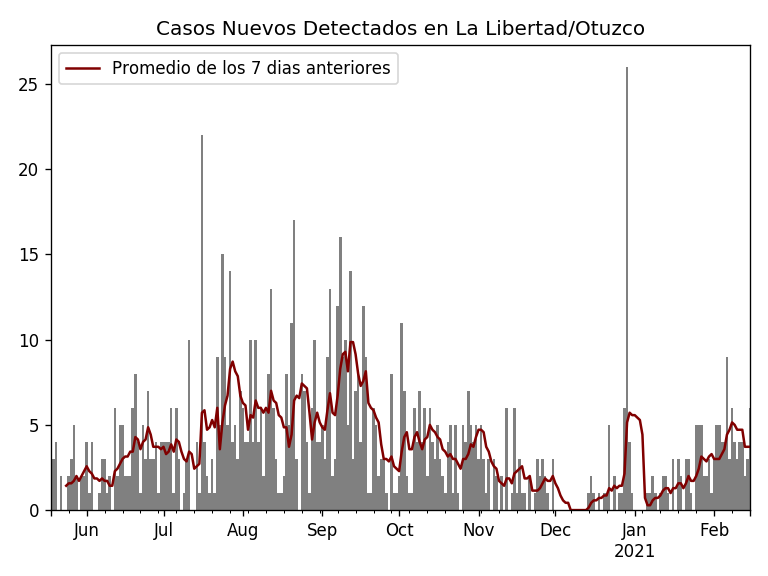 Casos Nuevos Detectados en La Libertad/Otuzco
Promedio de los 7 dias anteriores
25
20
15
10
5
0
Jun Jul Aug Sep Oct Nov Dec Jan Feb
2021